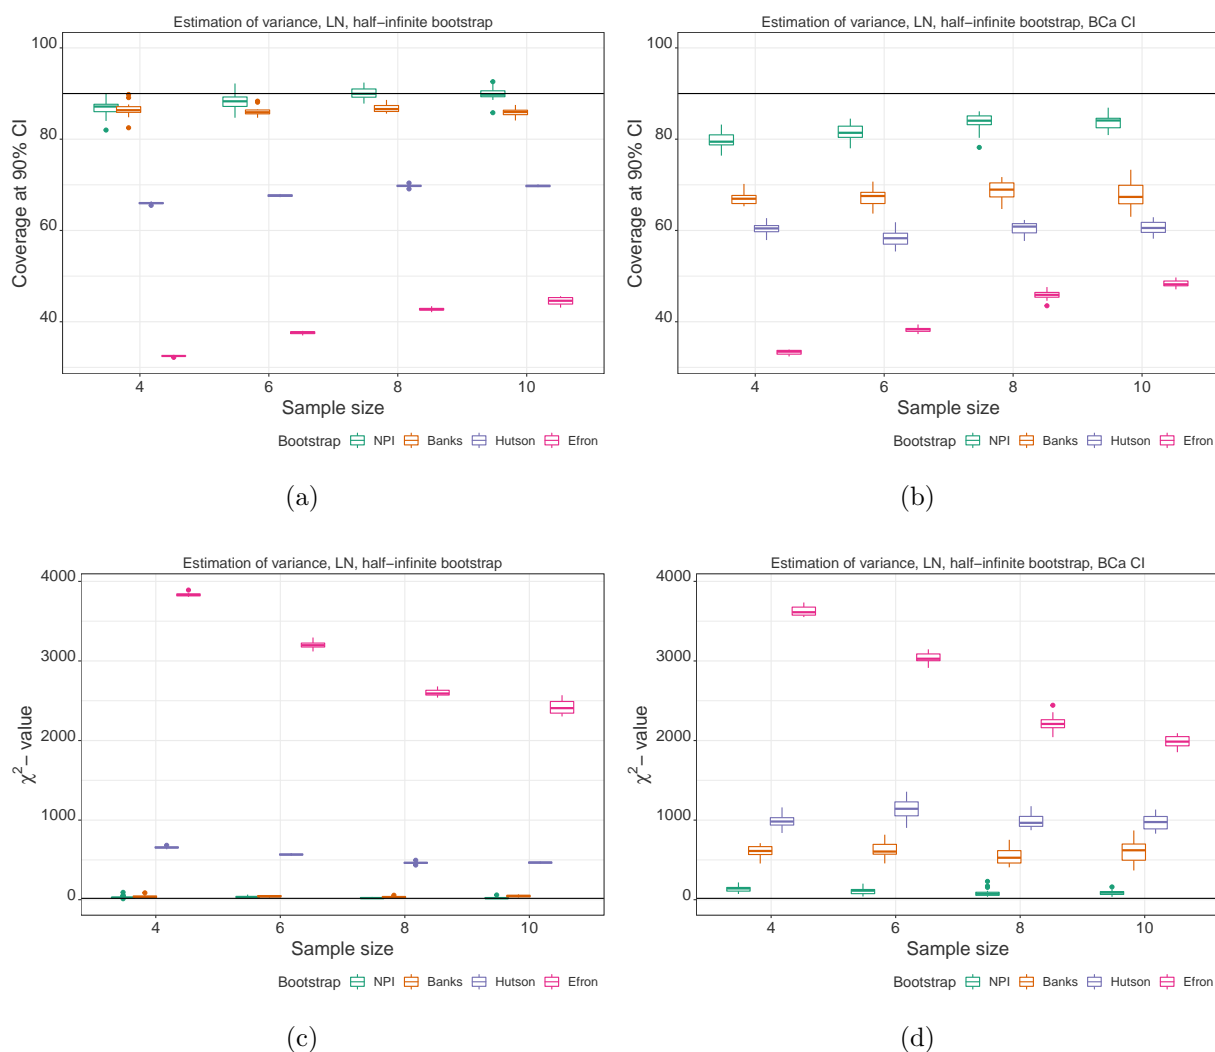 Estimation of variance, LN, half−infinite bootstrap
Coverage at 90% CI
100
80
60
40
4 6 8 10
Sample size
Bootstrap NPI Banks Hutson Efron
(a)
Estimation of variance, LN, half−infinite bootstrap, BCa CI
Coverage at 90% CI
100
80
60
40
4 6 8 10
Sample size
Bootstrap NPI Banks Hutson Efron
(b)
Estimation of variance, LN, half−infinite bootstrap
χ²− value
4000
3000
2000
1000
0
4 6 8 10
Sample size
Bootstrap NPI Banks Hutson Efron
(c)
Estimation of variance, LN, half−infinite bootstrap, BCa CI
χ²− value
4000
3000
2000
1000
0
4 6 8 10
Sample size
Bootstrap NPI Banks Hutson Efron
(d)